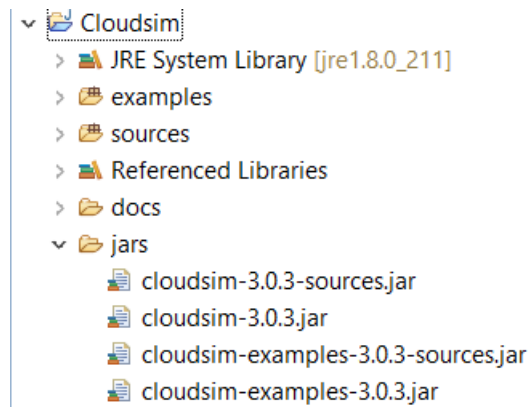 Cloudsim
JRE System Library [jre1.8.0_211]
examples
sources
Referenced Libraries
docs
jars
cloudsim-3.0.3-sources.jar
cloudsim-3.0.3.jar
cloudsim-examples-3.0.3-sources.jar
cloudsim-examples-3.0.3.jar